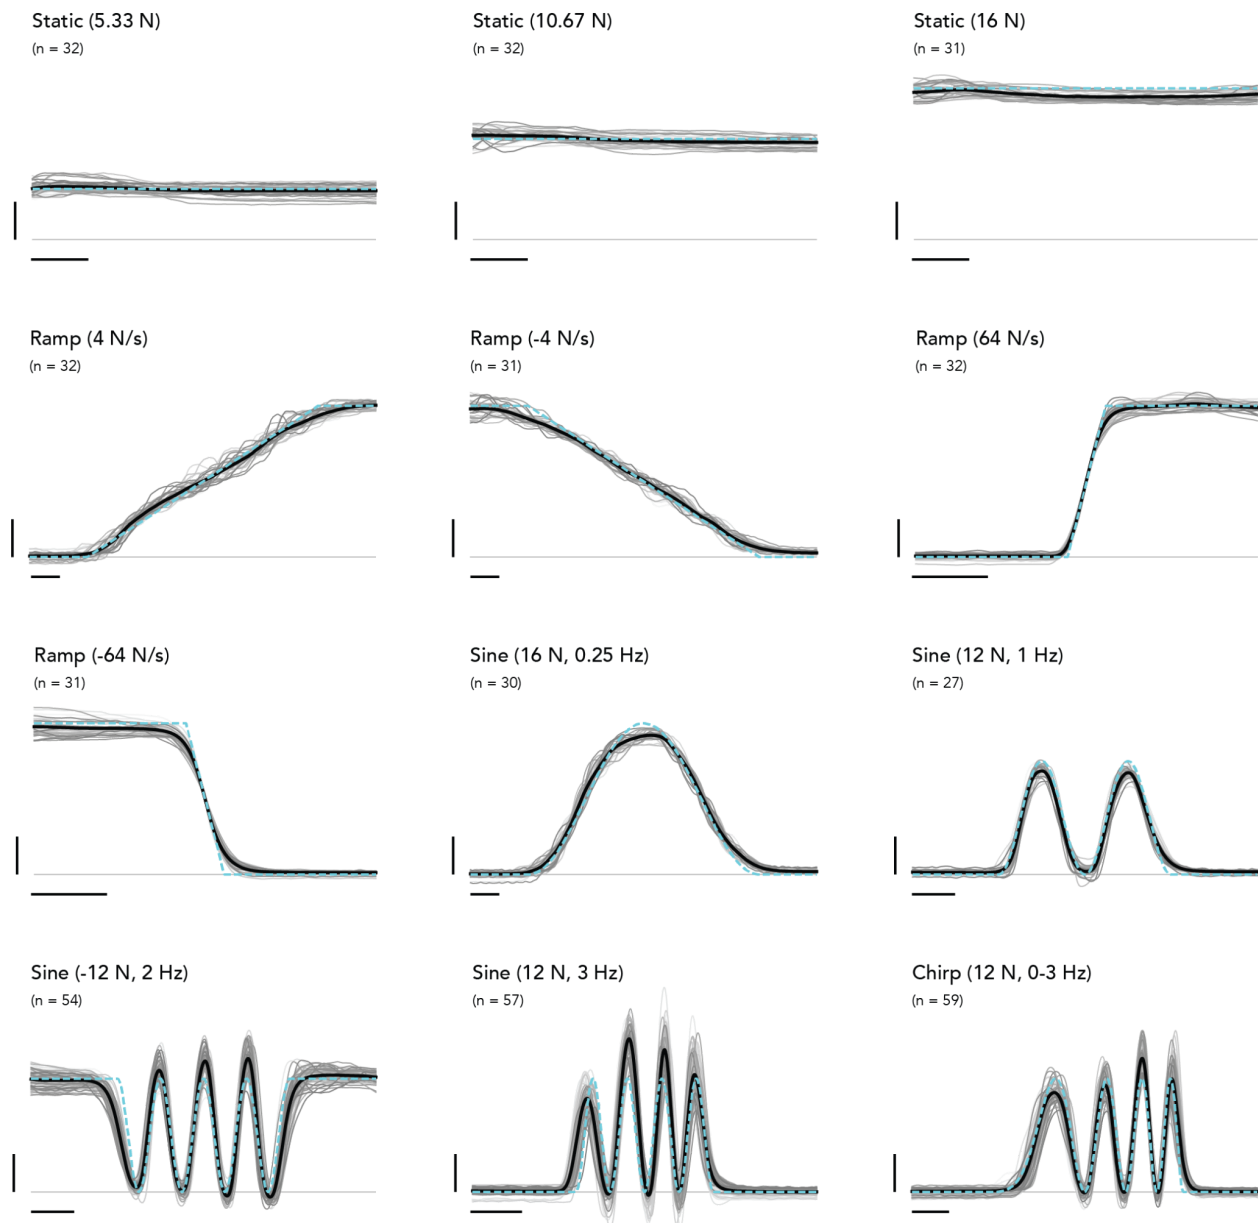 Static (5.33 N)
(n = 32)
Static (10.67 N)
(n = 32)
Static (16 N)
(n = 31)
Ramp (4 N/s)
(n = 32)
Ramp (-4 N/s)
(n = 31)
Ramp (64 N/s)
(n = 32)
Ramp (-64 N/s)
(n = 31)
Sine (16 N, 0.25 Hz)
(n = 30)
Sine (12 N, 1 Hz)
(n = 27)
Sine (-12 N, 2 Hz)
(n = 54)
Sine (12 N, 3 Hz)
(n = 57)
Chirp (12 N, 0-3 Hz)
(n = 59)